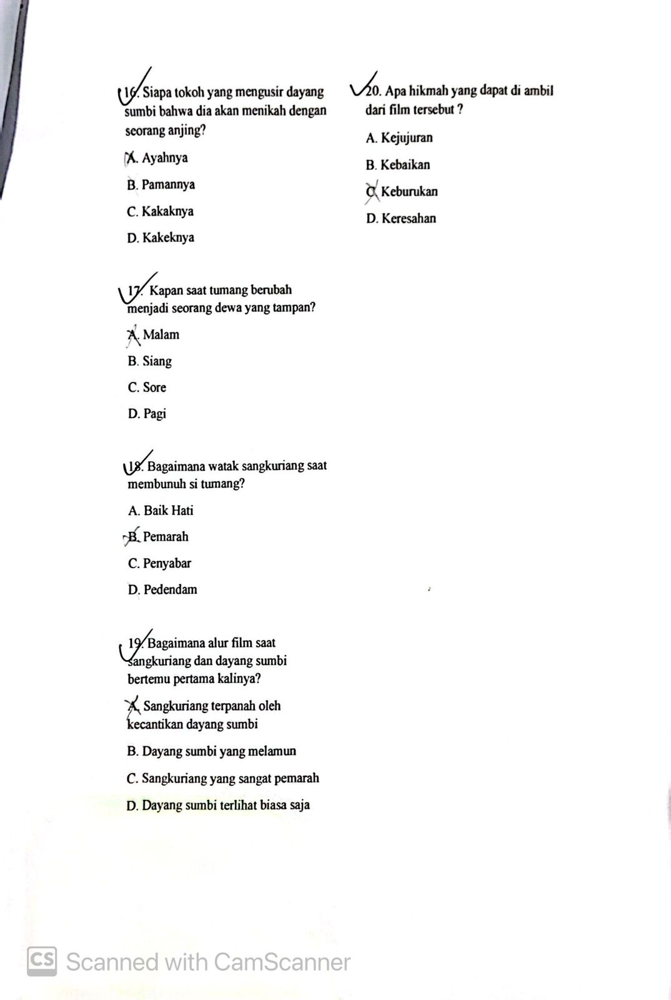 16. Siapa tokoh yang mengusir dayang
sumbi bahwa dia akan menikah dengan
seorang anjing?
A. Ayahnya
B. Pamannya
C. Kakaknya
D. Kakeknya
17. Kapan saat tumang berubah
menjadi seorang dewa yang tampan?
A. Malam
B. Siang
C. Sore
D. Pagi
18. Bagaimana watak sangkuriang saat
membunuh si tumang?
A. Baik Hati
B. Pemarah
C. Penyabar
D. Pedendam
19. Bagaimana alur film saat
sangkuriang dan dayang sumbi
bertemu pertama kalinya?
A. Sangkuriang terpanah oleh
kecantikan dayang sumbi
B. Dayang sumbi yang melamun
C. Sangkuriang yang sangat pemarah
D. Dayang sumbi terlihat biasa saja
20. Apa hikmah yang dapat di ambil
dari film tersebut ?
A. Kejujuran
B. Kebaikan
C. Keburukan
D. Keresahan
CS Scanned with CamScanner